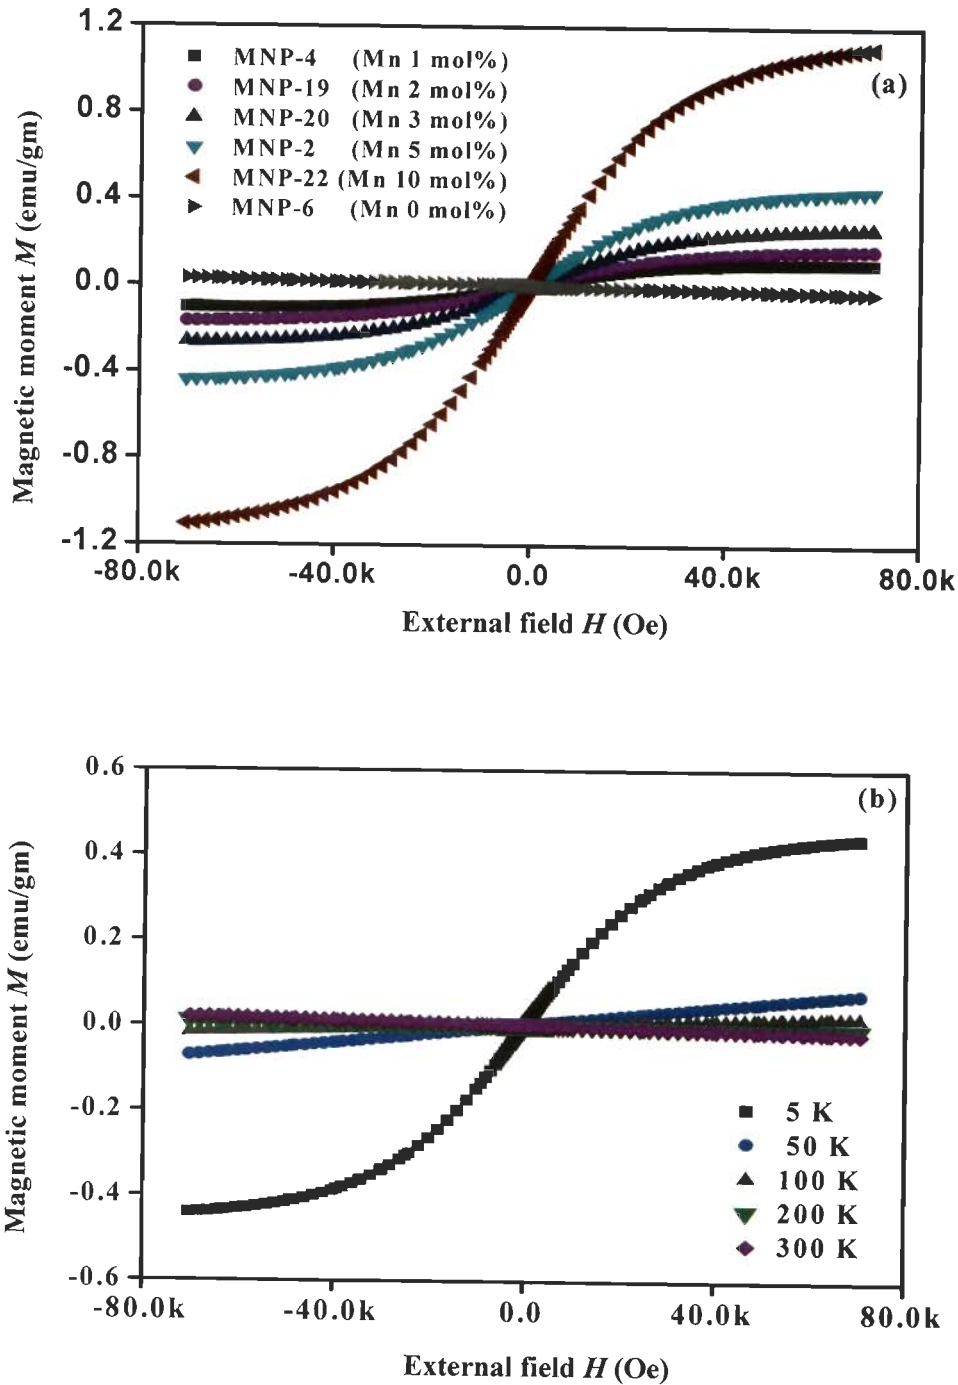 1.2
MNP-4 (Mn 1 mol%)
(a)
MNP-19 (Mn 2 mol%)
0.8
MNP-20 (Mn 3 mol%)
MNP-2 (Mn 5 mol%)
MNP-22 (Mn 10 mol%)
0.4
MNP-6 (Mn 0 mol%)
0.0
-0.4
-0.8
-1.2
Magnetic moment M (emu/gm)
-80.0k -40.0k 0.0 40.0k 80.0k
External field H (Oe)
0.6
(b)
0.4
0.2
0.0
-0.2
-0.4
-0.6
Magnetic moment M (emu/gm)
5 K
50 K
100 K
200 K
300 K
-80.0k -40.0k 0.0 40.0k 80.0k
External field H (Oe)